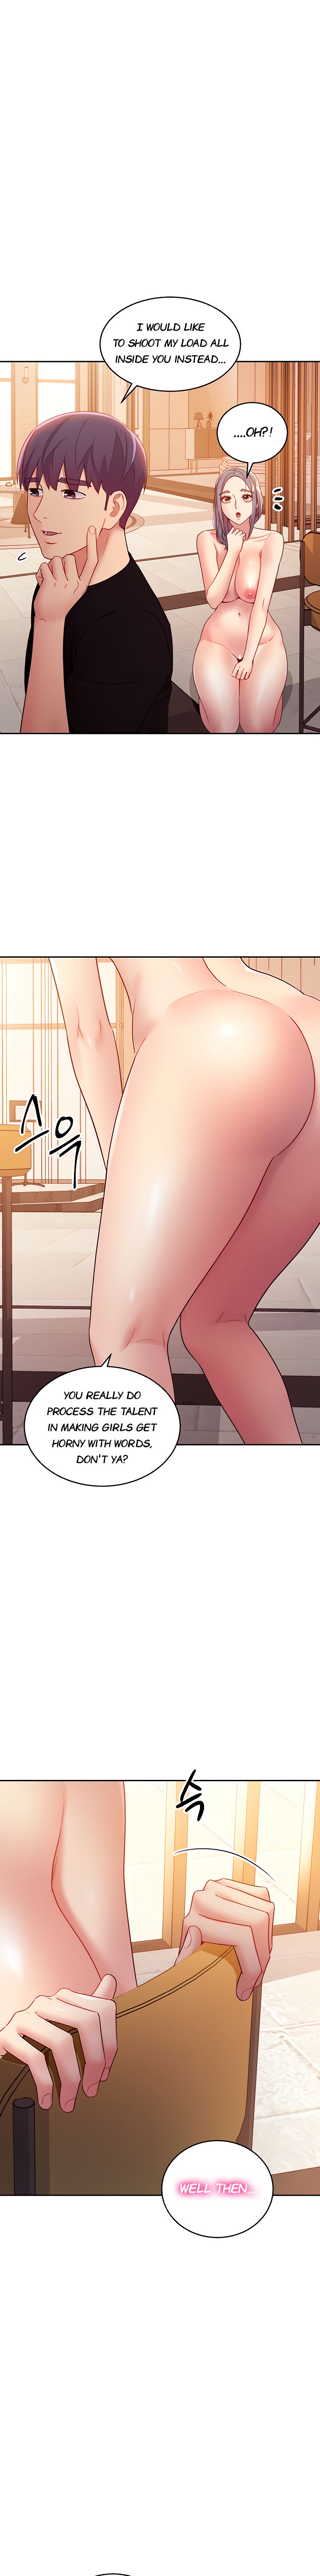 I WOULD LIKE
TO SHOOT MY LOAD ALL
INSIDE YOU INSTEAD...
....OH?!
스윽
YOU REALLY DO
PROCESS THE TALENT
IN MAKING GIRLS GET
HORNY WITH WORDS,
DON'T YA?
슥
WELL THEN...